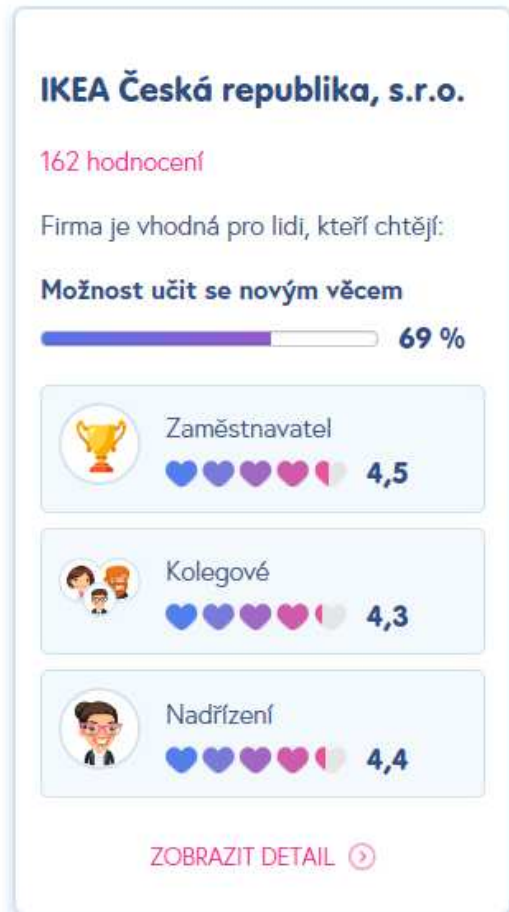 IKEA Česká republika, s.r.o.
162 hodnocení
Firma je vhodná pro lidi, kteří chtějí:
Možnost učit se novým věcem
69 %
Zaměstnavatel
4,5
Kolegové
4,3
Nadřízení
4,4
ZOBRAZIT DETAIL